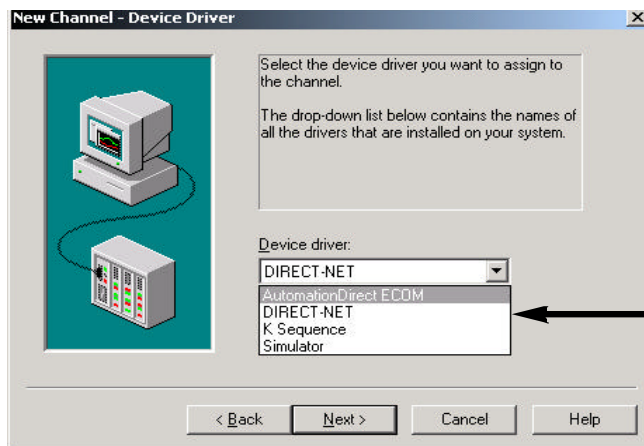 New Channel - Device Driver
Select the device driver you want to assign to
the channel.
The drop-down list below contains the names of
all the drivers that are installed on your system.
Device driver:
DIRECT-NET
AutomationDirect ECOM
DIRECT-NET
K Sequence
Simulator
< Back
Next >
Cancel
Help